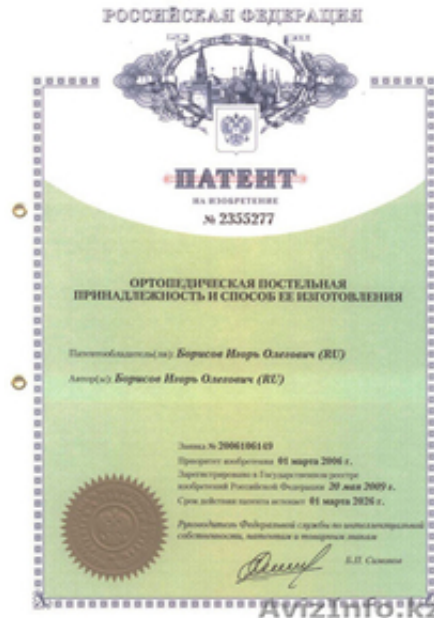 РОССИЙСКАЯ ФЕДЕРАЦИЯ
ПАТЕНТ
НА ИЗОБРЕТЕНИЕ
№ 2355277
ОРТОПЕДИЧЕСКАЯ ПОСТЕЛЬНАЯ
ПРИНАДЛЕЖНОСТЬ И СПОСОБ ЕЕ ИЗГОТОВЛЕНИЯ
Патентообладатель(ли): Борисов Игорь Олегович (RU)
Автор(ы): Борисов Игорь Олегович (RU)
Заявка № 2006106149
Приоритет изобретения 01 марта 2006 г.
Зарегистрировано в Государственном реестре
изобретений Российской Федерации 20 мая 2009 г.
Срок действия патента истекает 01 марта 2026 г.
Руководитель Федеральной службы по интеллектуальной
собственности, патентам и товарным знакам
Б.П. Симонов
AvizInfo.kz